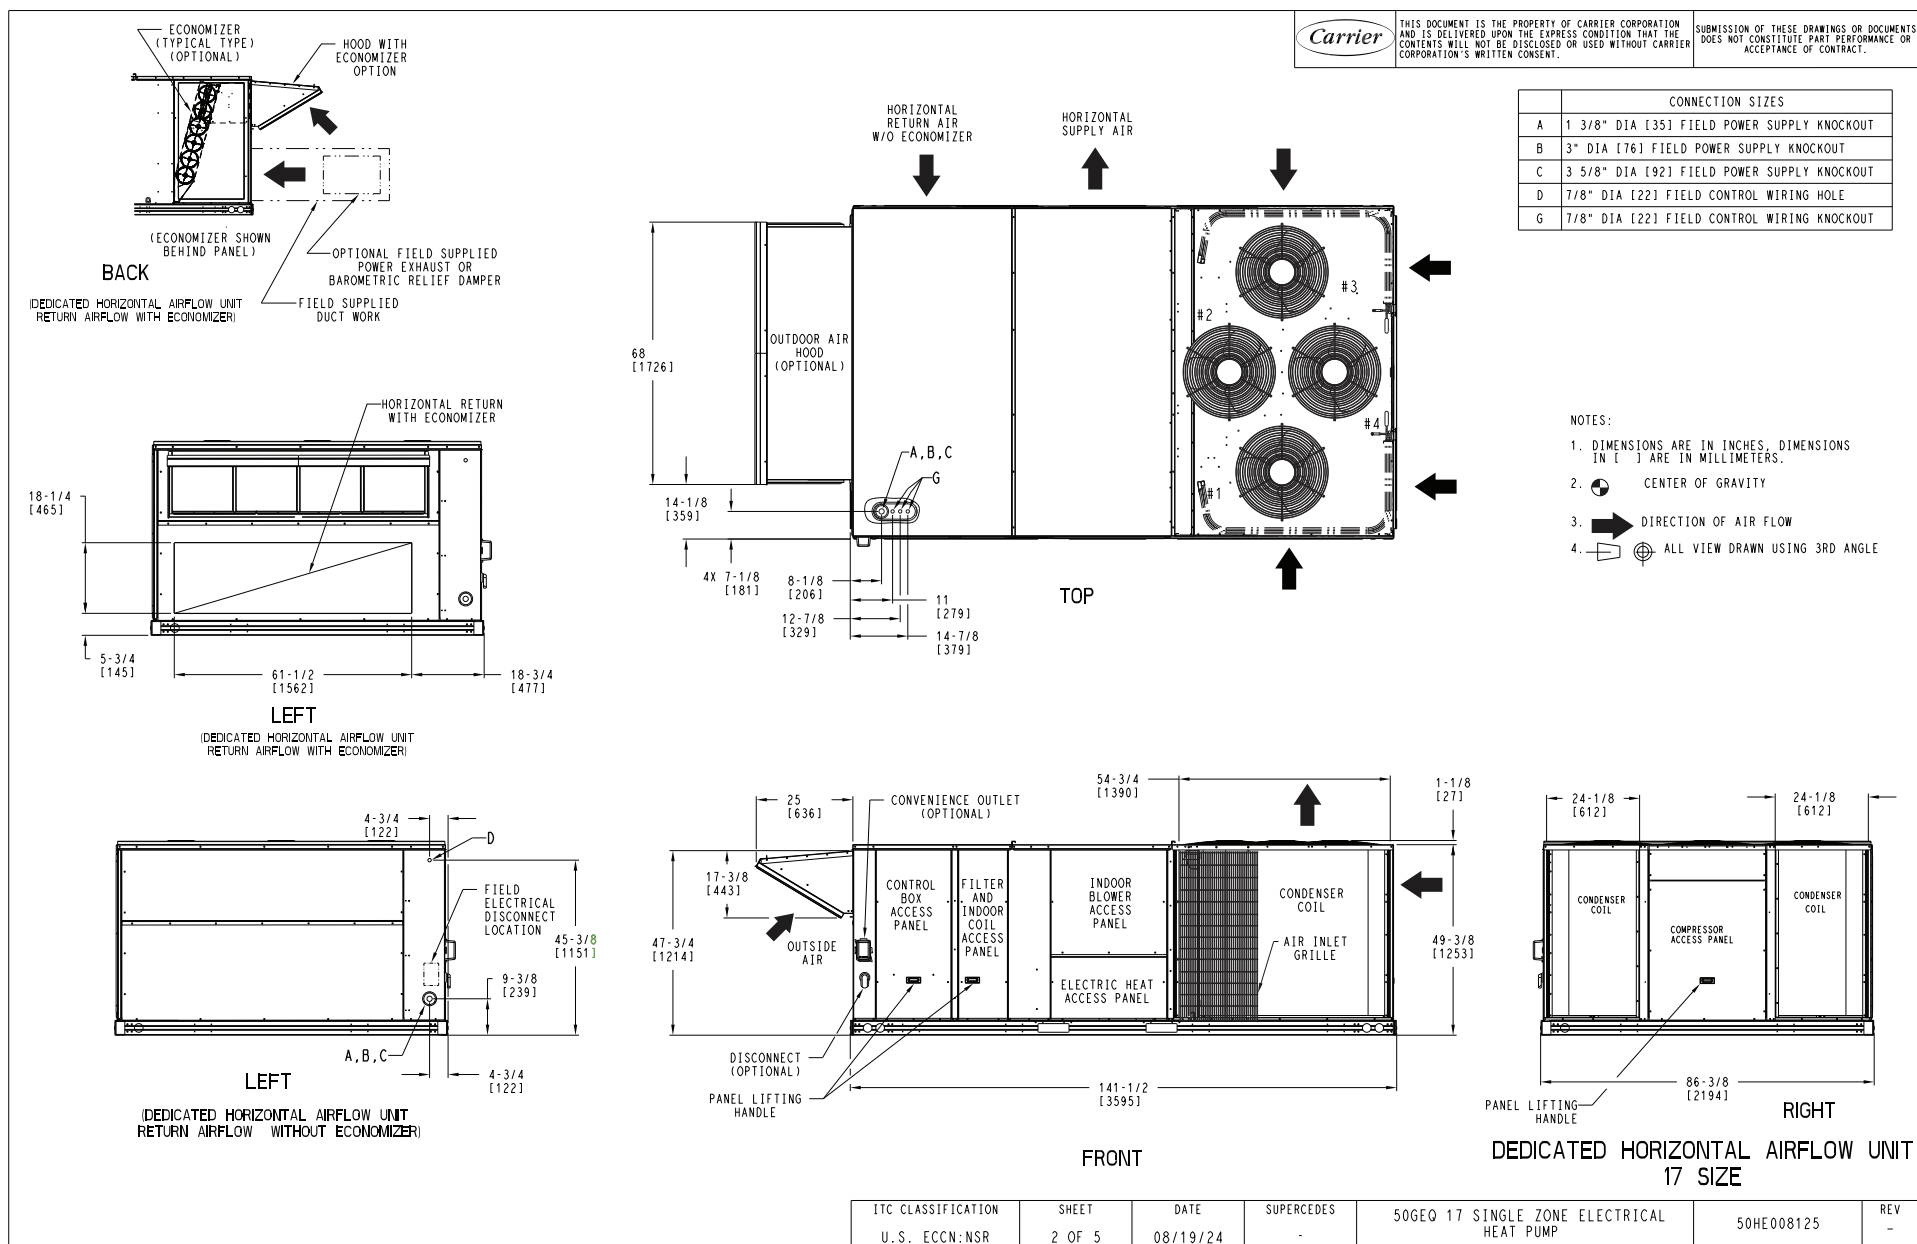 Carrier
THIS DOCUMENT IS THE PROPERTY OF CARRIER CORPORATION
AND IS DELIVERED UPON THE EXPRESS CONDITION THAT THE
CONTENTS WILL NOT BE DISCLOSED OR USED WITHOUT CARRIER
CORPORATION'S WRITTEN CONSENT.
SUBMISSION OF THESE DRAWINGS OR DOCUMENTS
DOES NOT CONSTITUTE PART PERFORMANCE OR
ACCEPTANCE OF CONTRACT.
ECONOMIZER
(TYPICAL TYPE)
(OPTIONAL)
HOOD WITH
ECONOMIZER
OPTION
(ECONOMIZER SHOWN
BEHIND PANEL)
OPTIONAL FIELD SUPPLIED
POWER EXHAUST OR
BAROMETRIC RELIEF DAMPER
FIELD SUPPLIED
DUCT WORK
BACK
(DEDICATED HORIZONTAL AIRFLOW UNIT
RETURN AIRFLOW WITH ECONOMIZER)
HORIZONTAL
RETURN AIR
W/O ECONOMIZER
HORIZONTAL
SUPPLY AIR
OUTDOOR AIR
HOOD
(OPTIONAL)
68
[1726]
#3
#2
#4
#1
A,B,C
G
14-1/8
[359]
4X 7-1/8
[181]
8-1/8
[206]
11
[279]
12-7/8
[329]
14-7/8
[379]
TOP
CONNECTION SIZES
A 1 3/8" DIA [35] FIELD POWER SUPPLY KNOCKOUT
B 3" DIA [76] FIELD POWER SUPPLY KNOCKOUT
C 3 5/8" DIA [92] FIELD POWER SUPPLY KNOCKOUT
D 7/8" DIA [22] FIELD CONTROL WIRING HOLE
G 7/8" DIA [22] FIELD CONTROL WIRING KNOCKOUT
NOTES:
1. DIMENSIONS ARE IN INCHES, DIMENSIONS
IN [ ] ARE IN MILLIMETERS.
2. CENTER OF GRAVITY
3. DIRECTION OF AIR FLOW
4. ALL VIEW DRAWN USING 3RD ANGLE
HORIZONTAL RETURN
WITH ECONOMIZER
18-1/4
[465]
5-3/4
[145]
61-1/2
[1562]
18-3/4
[477]
LEFT
(DEDICATED HORIZONTAL AIRFLOW UNIT
RETURN AIRFLOW WITH ECONOMIZER)
4-3/4
[122]
D
FIELD
ELECTRICAL
DISCONNECT
LOCATION
45-3/8
[1151]
9-3/8
[239]
A,B,C
4-3/4
[122]
LEFT
(DEDICATED HORIZONTAL AIRFLOW UNIT
RETURN AIRFLOW WITHOUT ECONOMIZER)
25
[636]
CONVENIENCE OUTLET
(OPTIONAL)
54-3/4
[1390]
1-1/8
[27]
17-3/8
[443]
47-3/4
[1214]
OUTSIDE
AIR
CONTROL
BOX
ACCESS
PANEL
FILTER
AND
INDOOR
COIL
ACCESS
PANEL
INDOOR
BLOWER
ACCESS
PANEL
ELECTRIC HEAT
ACCESS PANEL
CONDENSER
COIL
AIR INLET
GRILLE
49-3/8
[1253]
DISCONNECT
(OPTIONAL)
PANEL LIFTING
HANDLE
141-1/2
[3595]
FRONT
24-1/8
[612]
24-1/8
[612]
CONDENSER
COIL
COMPRESSOR
ACCESS PANEL
CONDENSER
COIL
86-3/8
[2194]
PANEL LIFTING
HANDLE
RIGHT
DEDICATED HORIZONTAL AIRFLOW UNIT
17 SIZE
ITC CLASSIFICATION
U.S. ECCN:NSR
SHEET
2 OF 5
DATE
08/19/24
SUPERCEDES
-
50GEQ 17 SINGLE ZONE ELECTRICAL
HEAT PUMP
50HE008125
REV
-